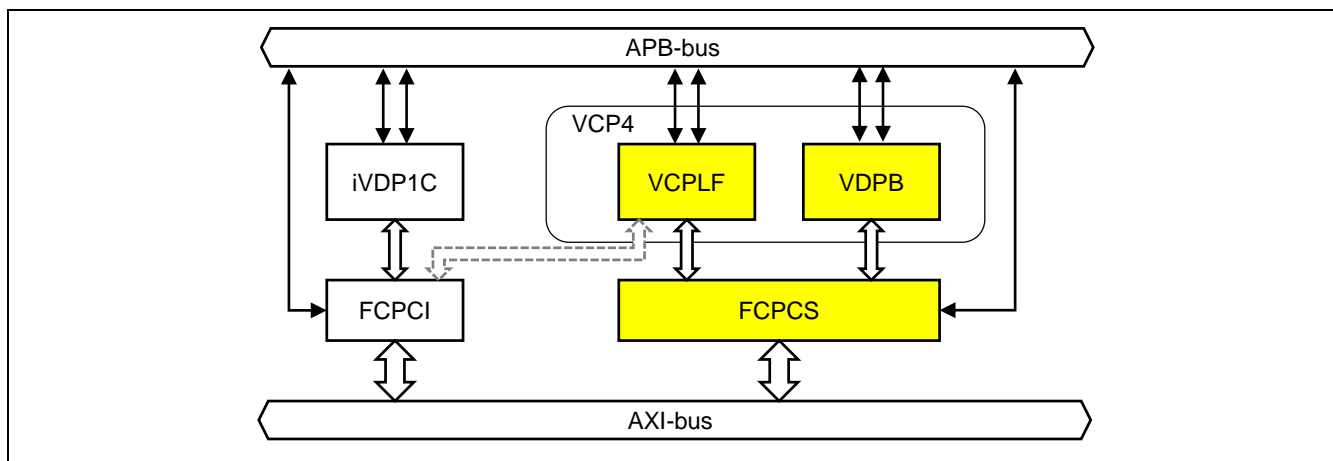 APB-bus
VCP4
iVDP1C
VCPLF
VDPB
FCPCI
FCPCS
AXI-bus